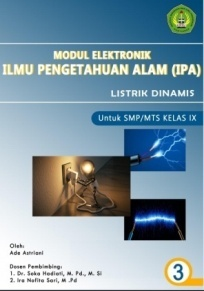 MODUL ELEKTRONIK
ILMU PENGETAHUAN ALAM (IPA)
LISTRIK DINAMIS
Untuk SMP/MTS KELAS IX
Oleh:
Ade Astriani
Dosen Pembimbing:
1. Dr. Soka Hadiati, M. Pd., M. Si
2. Ira Nofita Sari, M .Pd
3